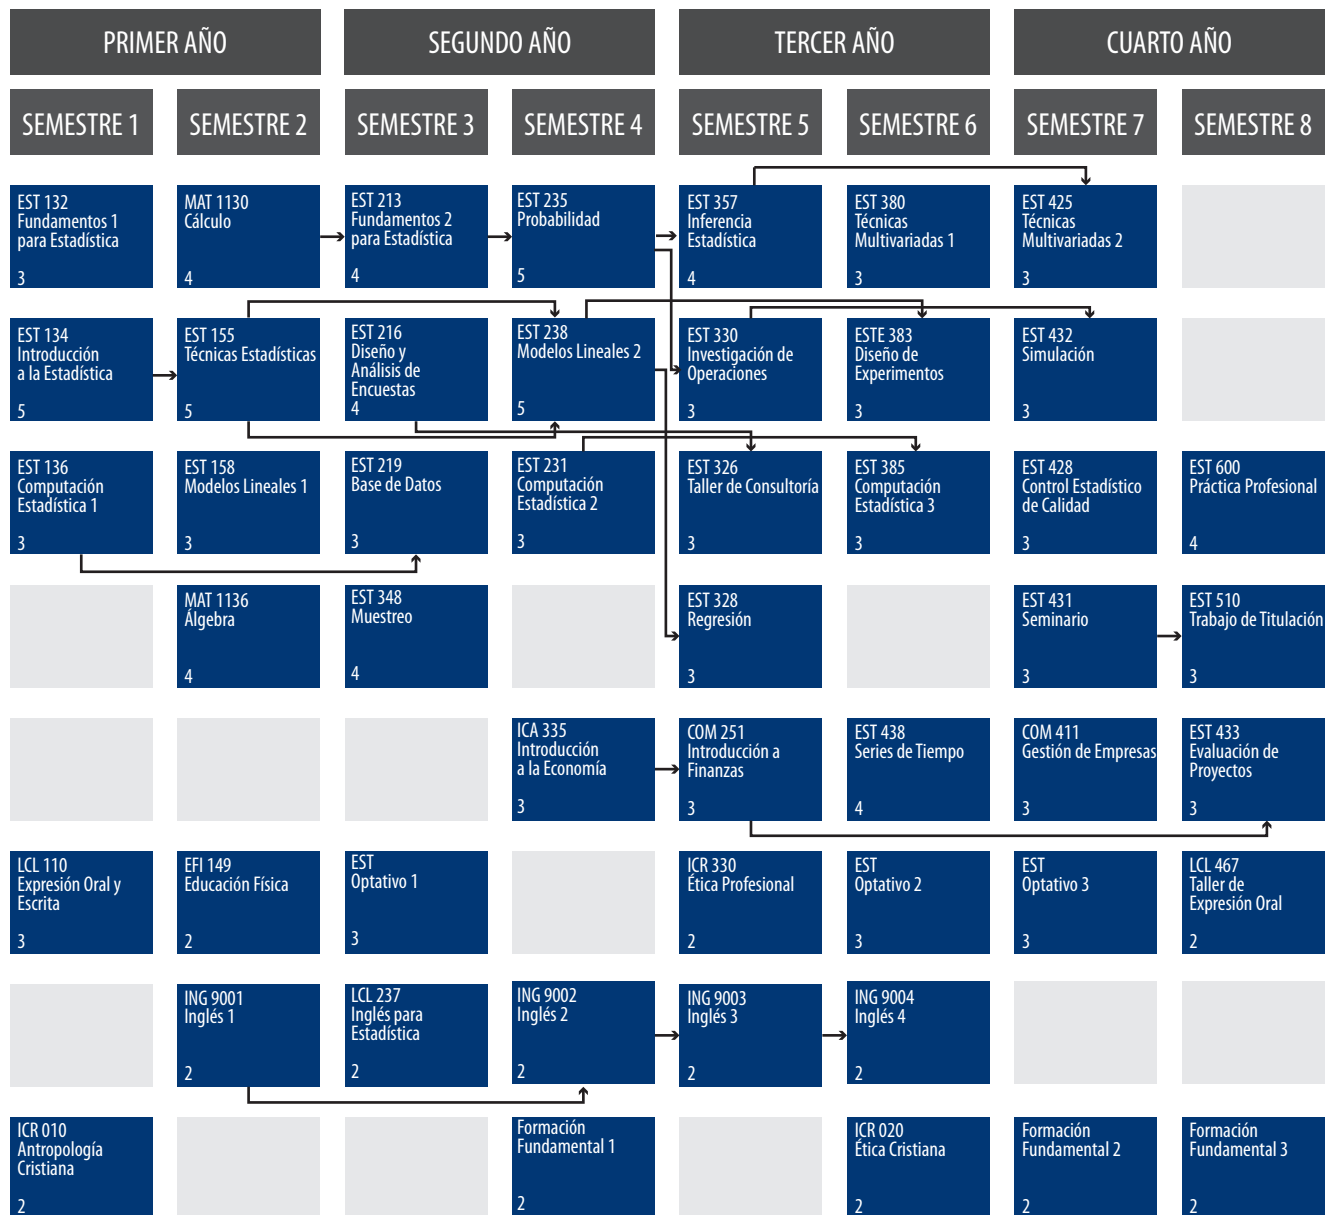 PRIMER AÑO
SEGUNDO AÑO
TERCER AÑO
CUARTO AÑO
SEMESTRE 1
SEMESTRE 2
SEMESTRE 3
SEMESTRE 4
SEMESTRE 5
SEMESTRE 6
SEMESTRE 7
SEMESTRE 8
EST 132
Fundamentos 1
para Estadística
3
MAT 1130
Cálculo
4
EST 213
Fundamentos 2
para Estadística
4
EST 235
Probabilidad
5
EST 357
Inferencia
Estadística
4
EST 380
Técnicas
Multivariadas 1
3
EST 425
Técnicas
Multivariadas 2
3
EST 134
Introducción
a la Estadística
5
EST 155
Técnicas Estadísticas
5
EST 216
Diseño y
Análisis de
Encuestas
4
EST 238
Modelos Lineales 2
5
EST 330
Investigación de
Operaciones
3
ESTE 383
Diseño de
Experimentos
3
EST 432
Simulación
3
EST 136
Computación
Estadística 1
3
EST 158
Modelos Lineales 1
3
EST 219
Base de Datos
3
EST 231
Computación
Estadística 2
3
EST 326
Taller de Consultoría
3
EST 385
Computación
Estadística 3
3
EST 428
Control Estadístico
de Calidad
3
EST 600
Práctica Profesional
4
MAT 1136
Álgebra
4
EST 348
Muestreo
4
EST 328
Regresión
3
EST 431
Seminario
3
EST 510
Trabajo de Titulación
3
ICA 335
Introducción
a la Economía
3
COM 251
Introducción a
Finanzas
3
EST 438
Series de Tiempo
4
COM 411
Gestión de Empresas
3
EST 433
Evaluación de
Proyectos
3
LCL 110
Expresión Oral y
Escrita
3
EFI 149
Educación Física
2
EST
Optativo 1
3
ICR 330
Ética Profesional
2
EST
Optativo 2
3
EST
Optativo 3
3
LCL 467
Taller de
Expresión Oral
2
ING 9001
Inglés 1
2
LCL 237
Inglés para
Estadística
2
ING 9002
Inglés 2
2
ING 9003
Inglés 3
2
ING 9004
Inglés 4
2
ICR 010
Antropología
Cristiana
2
Formación
Fundamental 1
2
ICR 020
Ética Cristiana
2
Formación
Fundamental 2
2
Formación
Fundamental 3
2